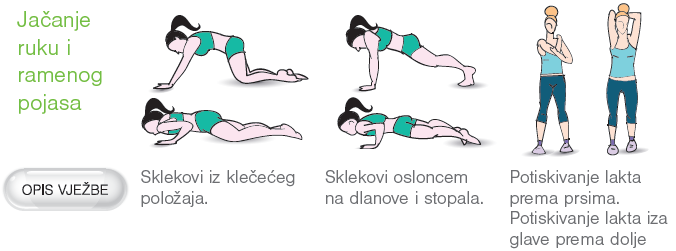 Jačanje
ruku i
ramenog
pojasa
OPIS VJEŽBE
Sklekovi iz klečećeg
položaja.
Sklekovi osloncem
na dlanove i stopala.
Potiskivanje lakta
prema prsima.
Potiskivanje lakta iza
glave prema dolje